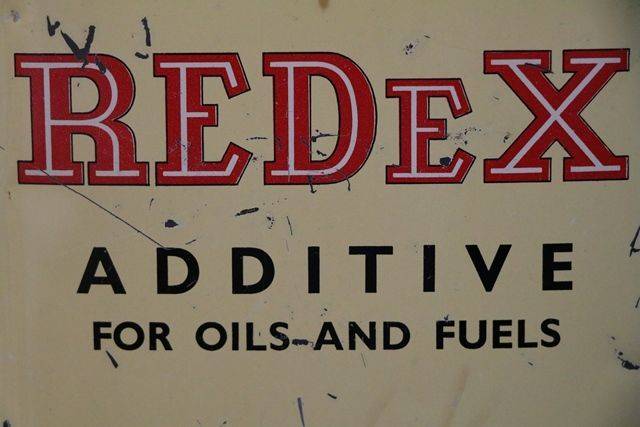 REDeX
ADDITIVE
FOR OILS AND FUELS